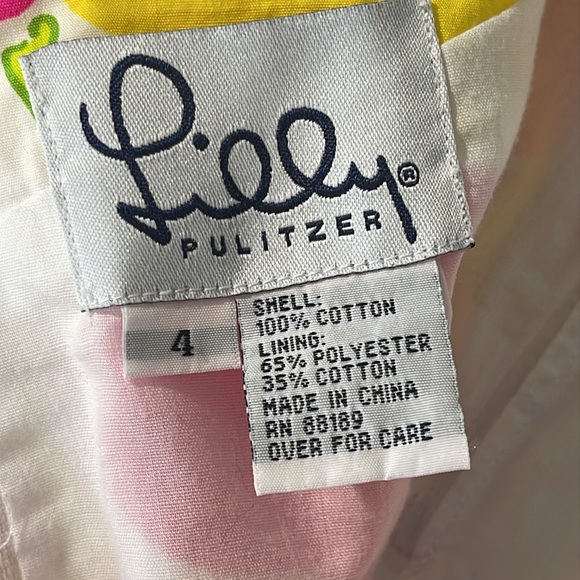 Lilly®
PULITZER
4
SHELL:
100% COTTON
LINING:
65% POLYESTER
35% COTTON
MADE IN CHINA
RN 88189
OVER FOR CARE